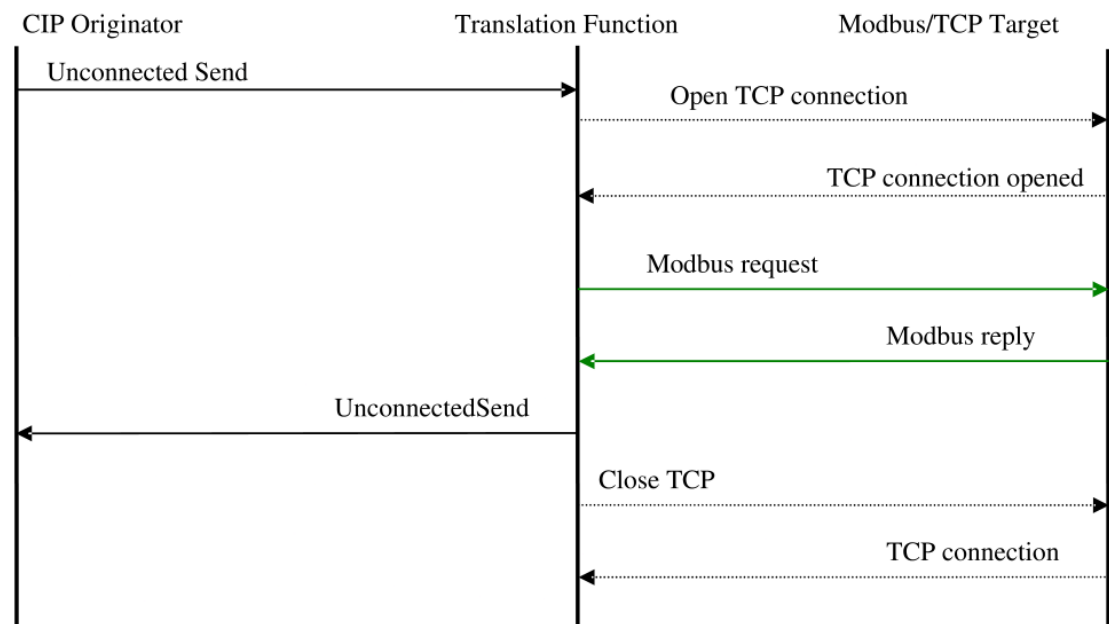 CIP Originator
Translation Function
Modbus/TCP Target
Unconnected Send
Open TCP connection
TCP connection opened
Modbus request
Modbus reply
UnconnectedSend
Close TCP
TCP connection